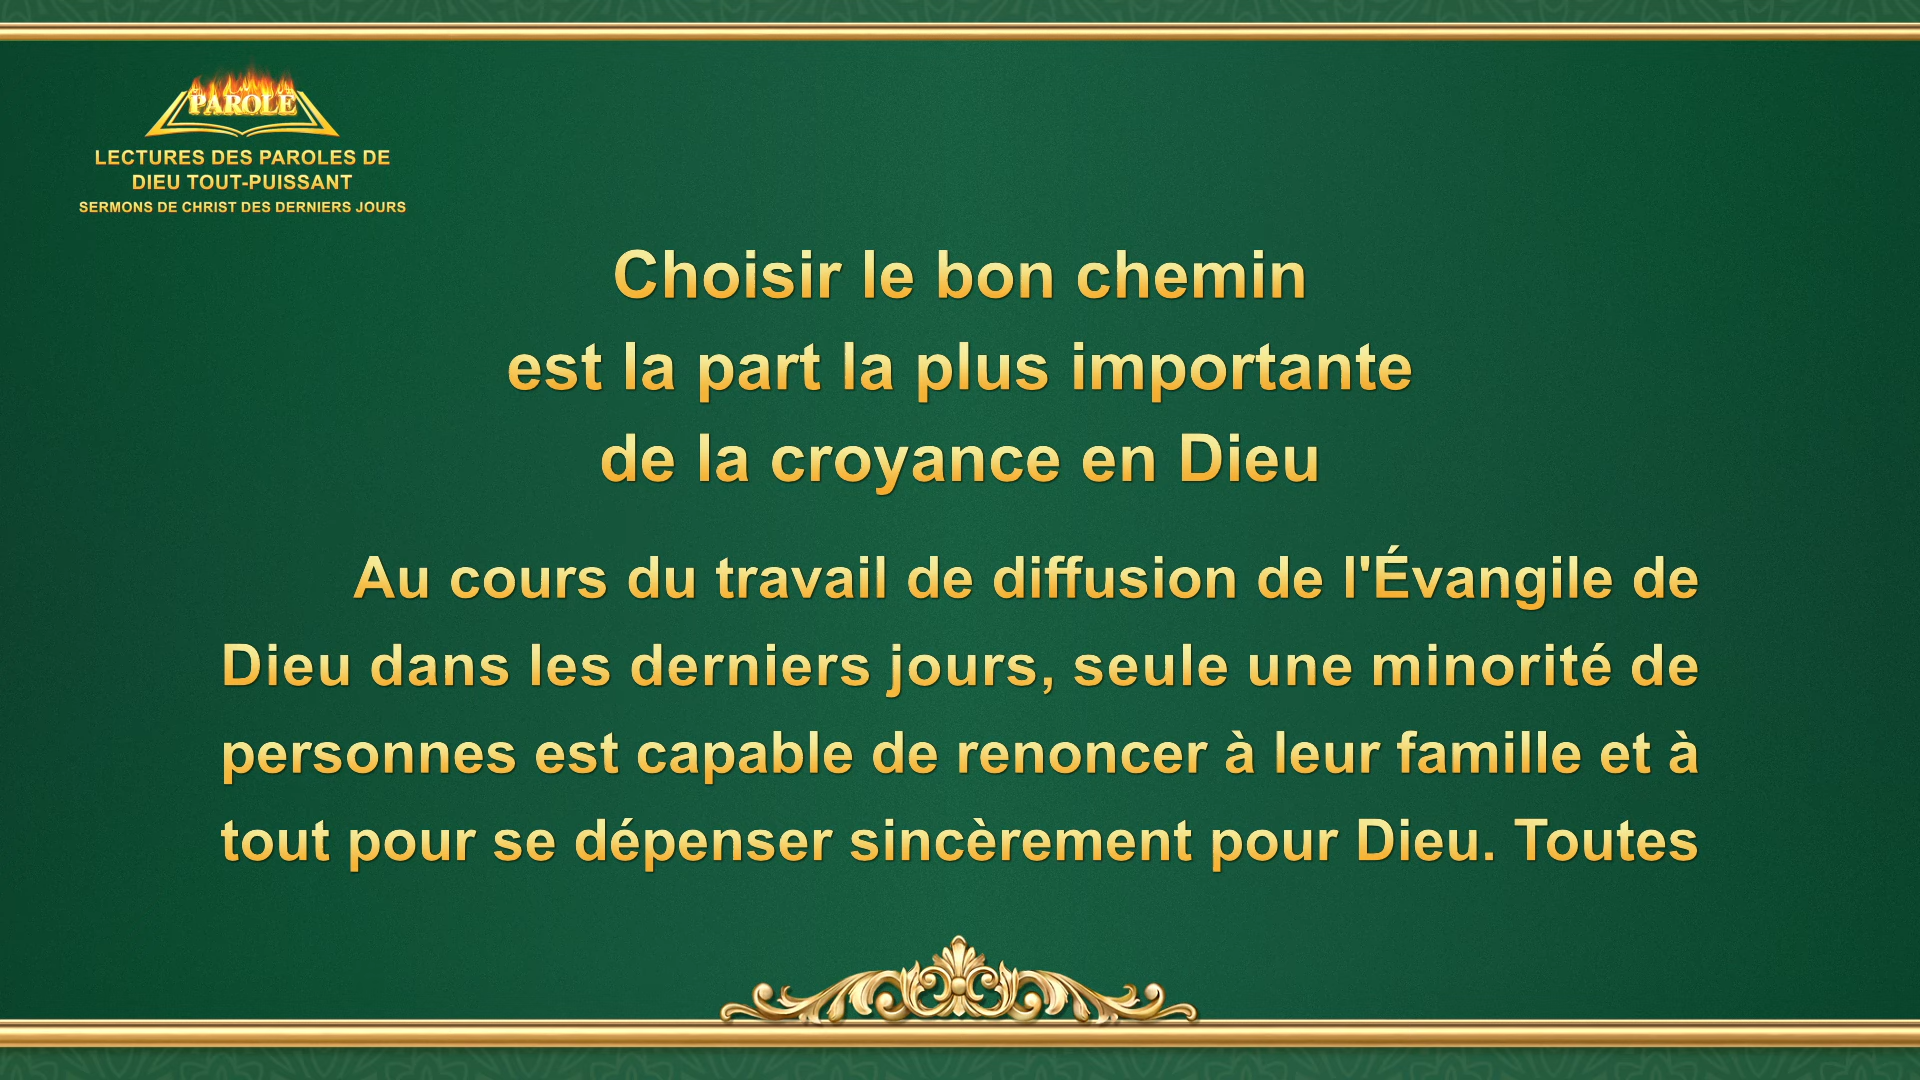 PAROLE
LECTURES DES PAROLES DE
DIEU TOUT-PUISSANT
SERMONS DE CHRIST DES DERNIERS JOURS
Choisir le bon chemin
est la part la plus importante
de la croyance en Dieu
Au cours du travail de diffusion de l'Évangile de
Dieu dans les derniers jours, seule une minorité de
personnes est capable de renoncer à leur famille et à
tout pour se dépenser sincèrement pour Dieu. Toutes